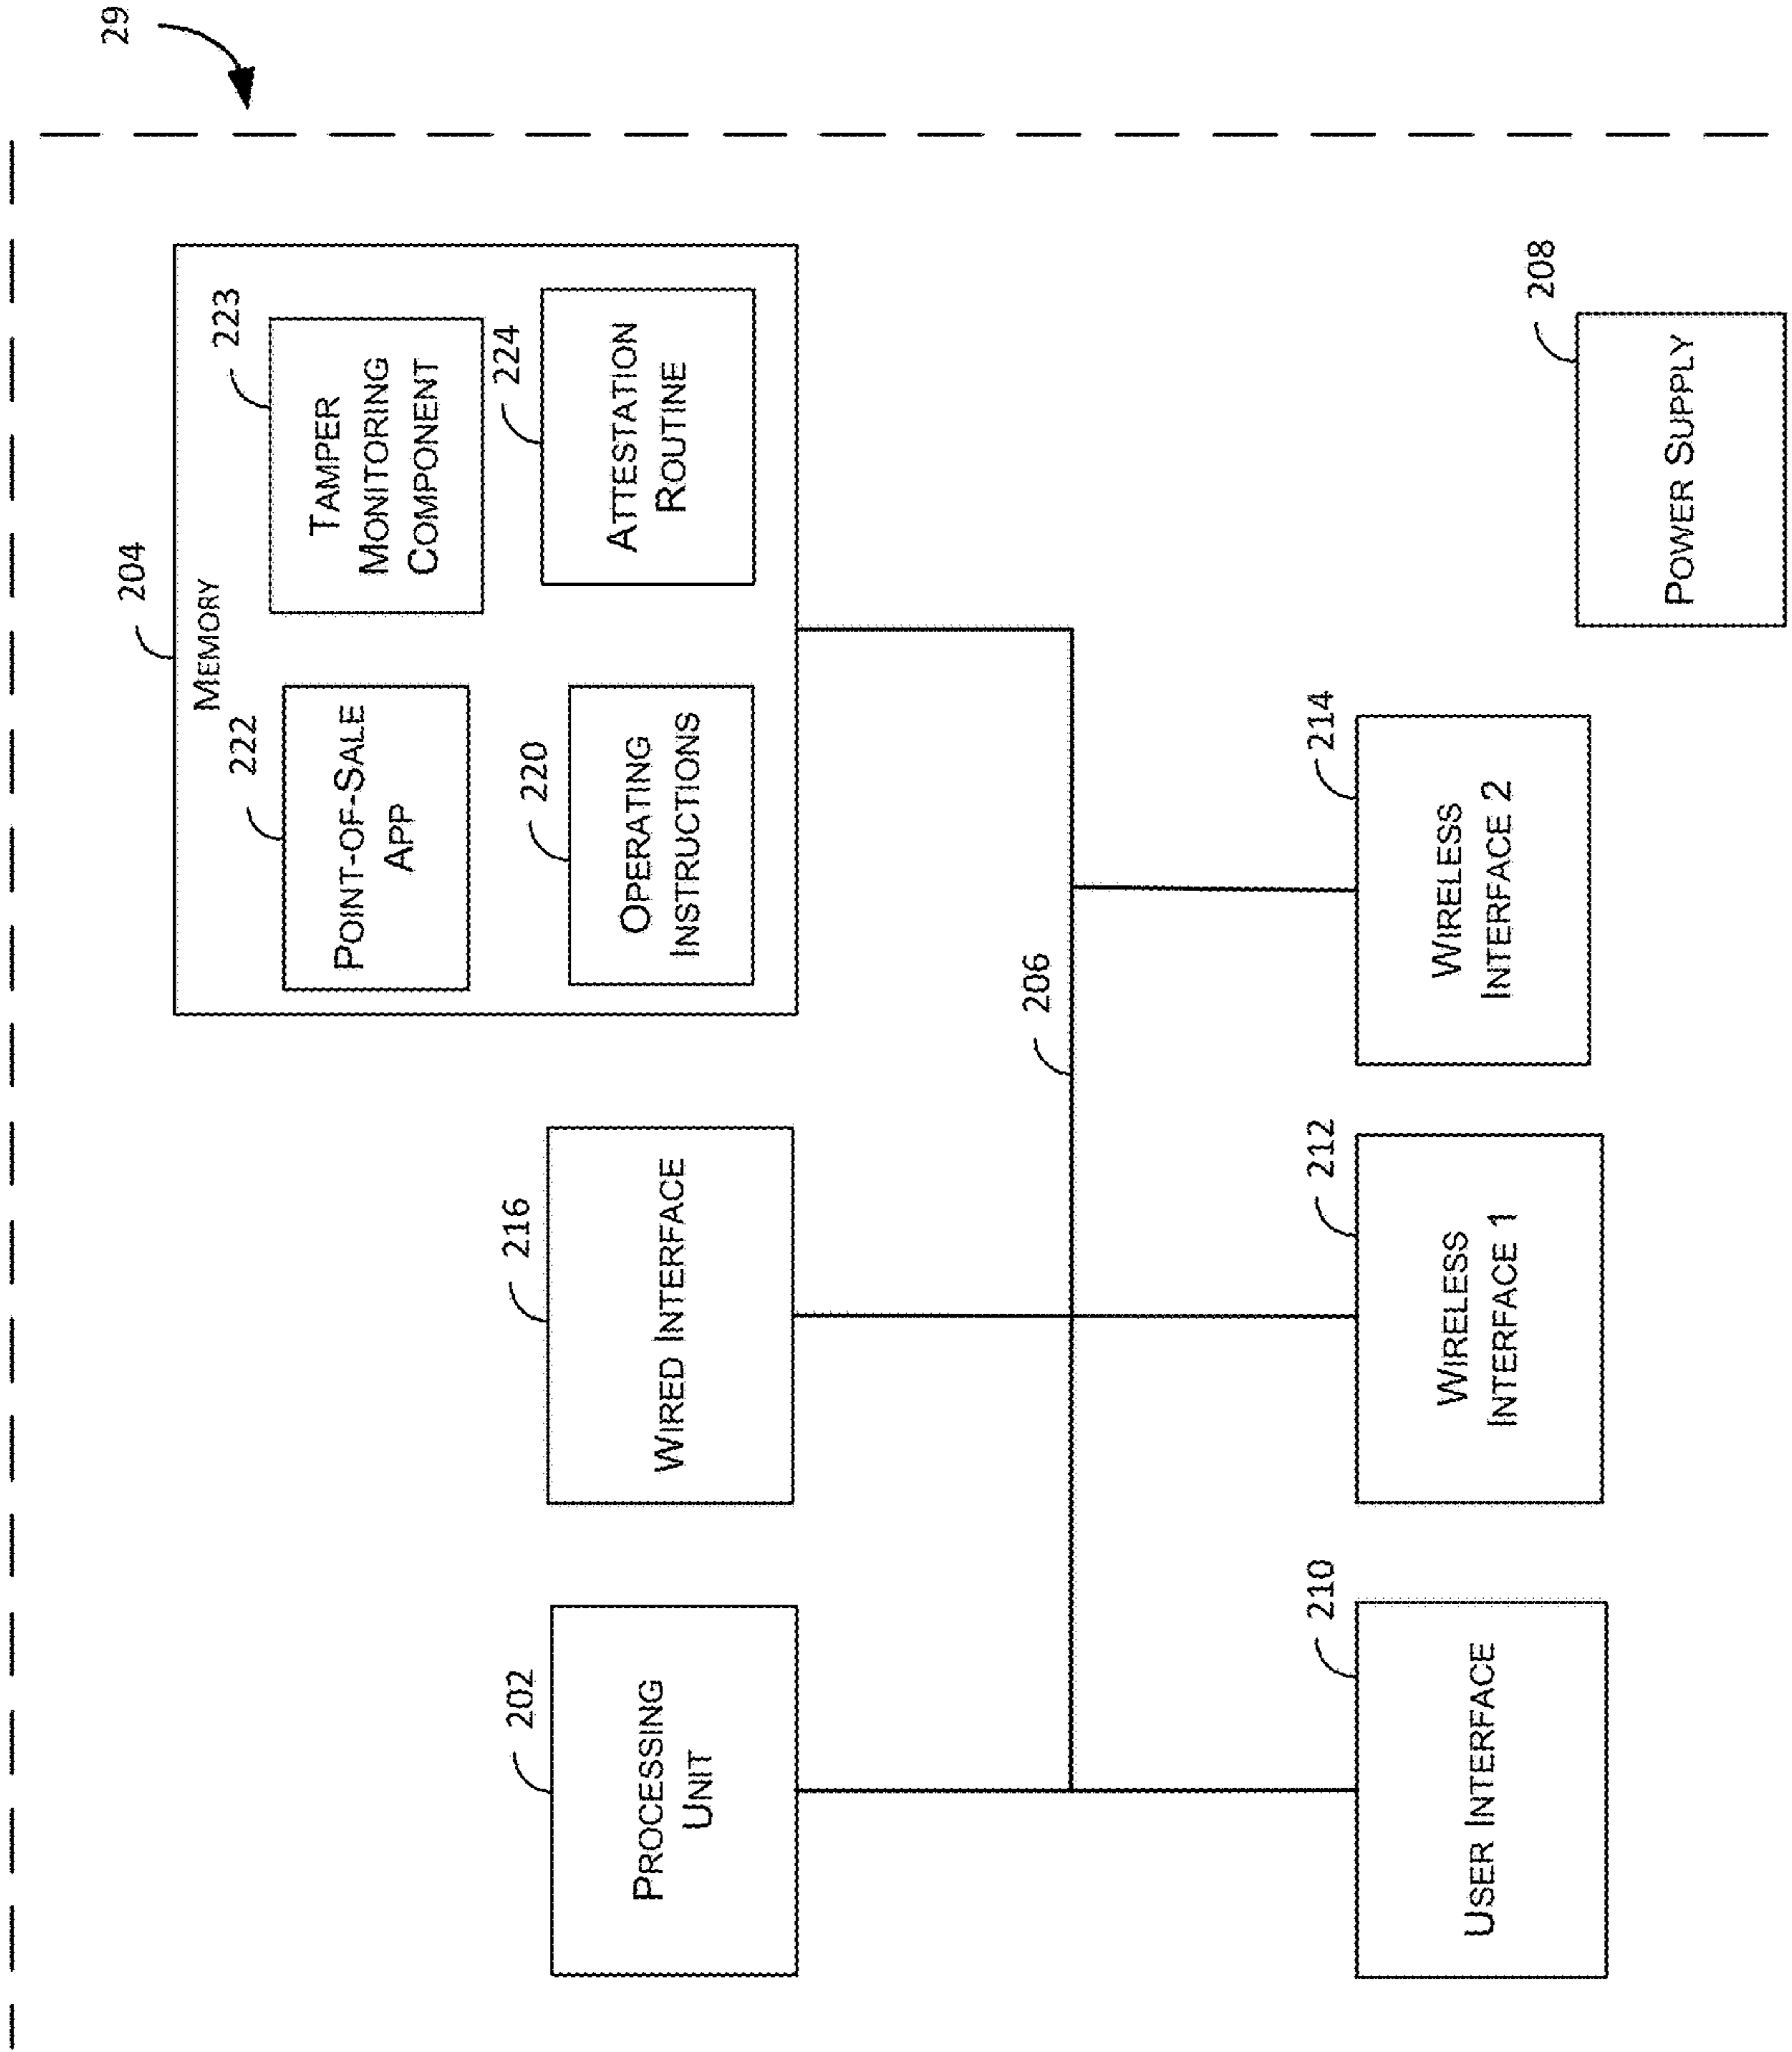 29
204
MEMORY
222
POINT-OF-SALE
APP
223
TAMPER
MONITORING
COMPONENT
220
OPERATING
INSTRUCTIONS
224
ATTESTATION
ROUTINE
202
PROCESSING
UNIT
216
WIRED INTERFACE
206
210
USER INTERFACE
212
WIRELESS
INTERFACE 1
214
WIRELESS
INTERFACE 2
208
POWER SUPPLY